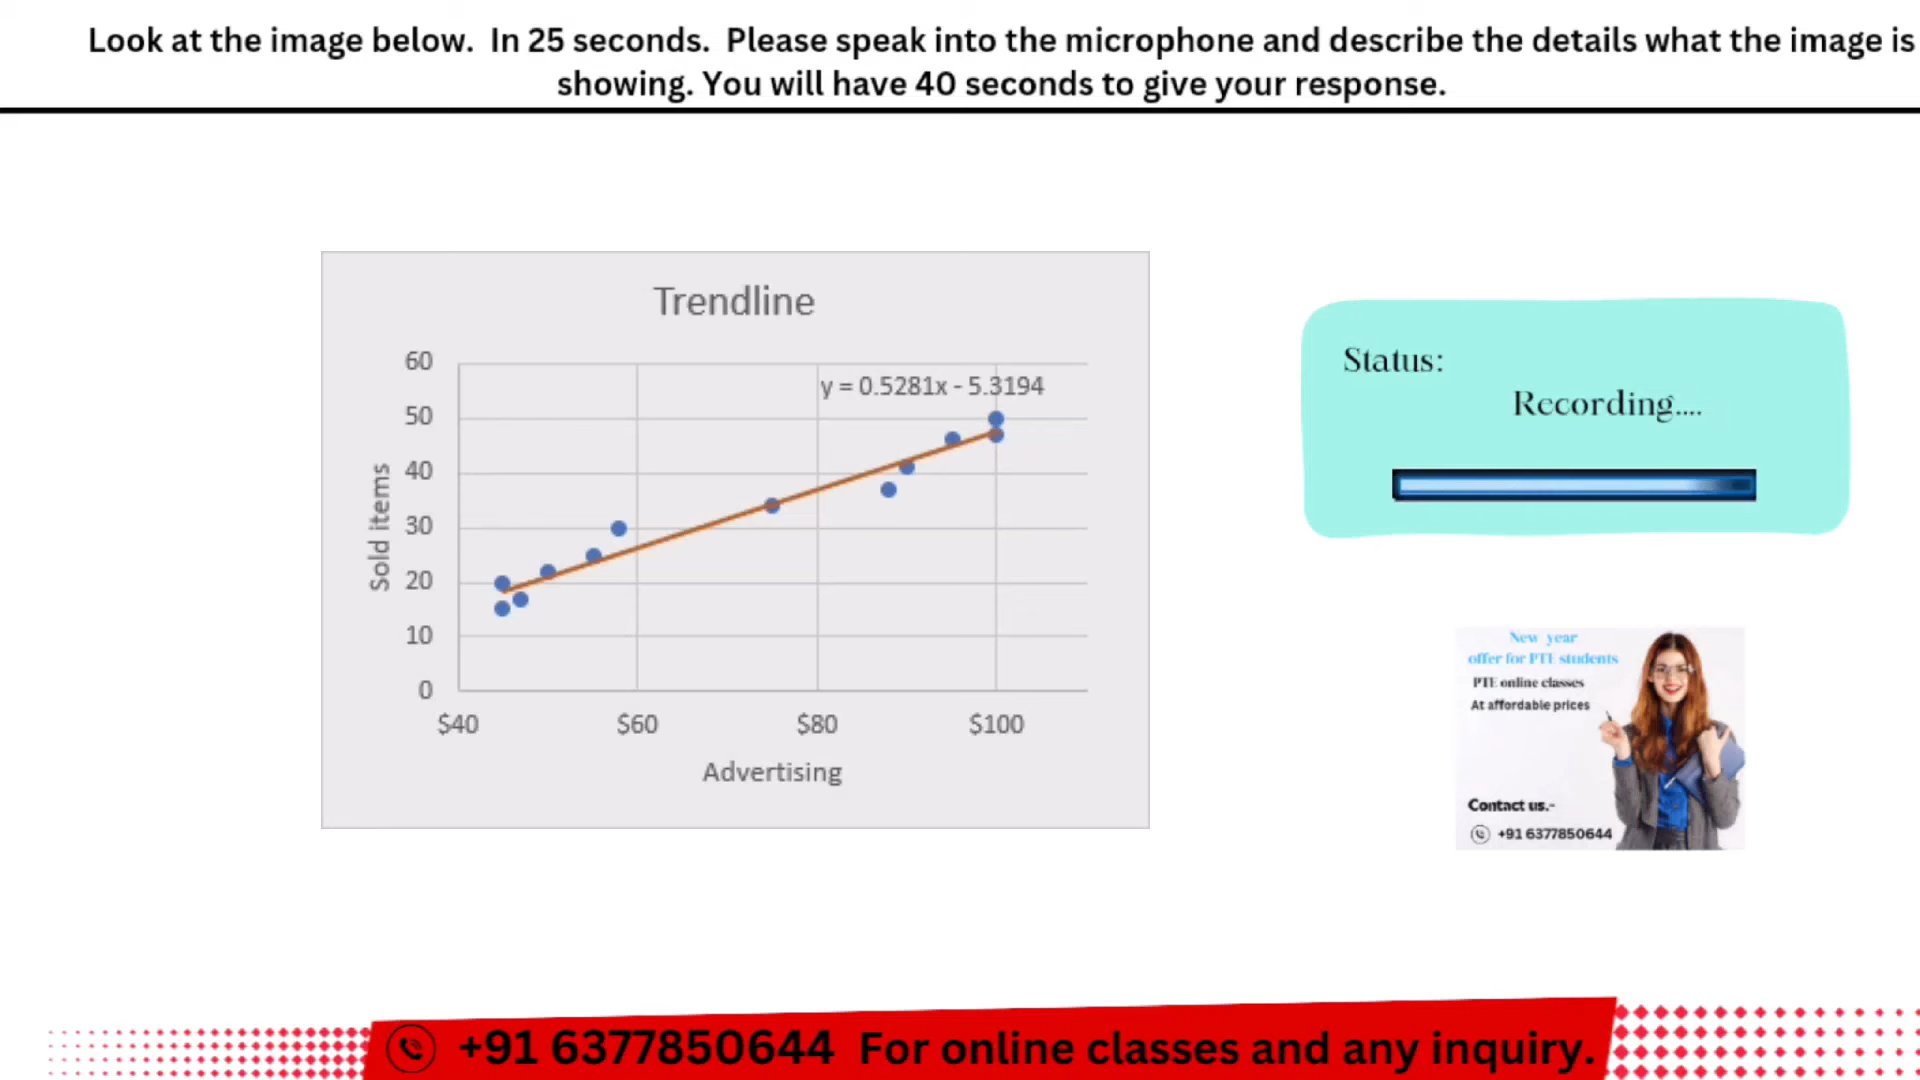 Look at the image below. In 25 seconds. Please speak into the microphone and describe the details what the image is
showing. You will have 40 seconds to give your response.
Trendline
60
y = 0.5281x - 5.3194
50
40
30
20
10
0
Sold items
$40 $60 $80 $100
Advertising
Status:
Recording....
New year
offer for PTE students
PTE online classes
At affordable prices
Contact us.-
+91 6377850644
+91 6377850644 For online classes and any inquiry.